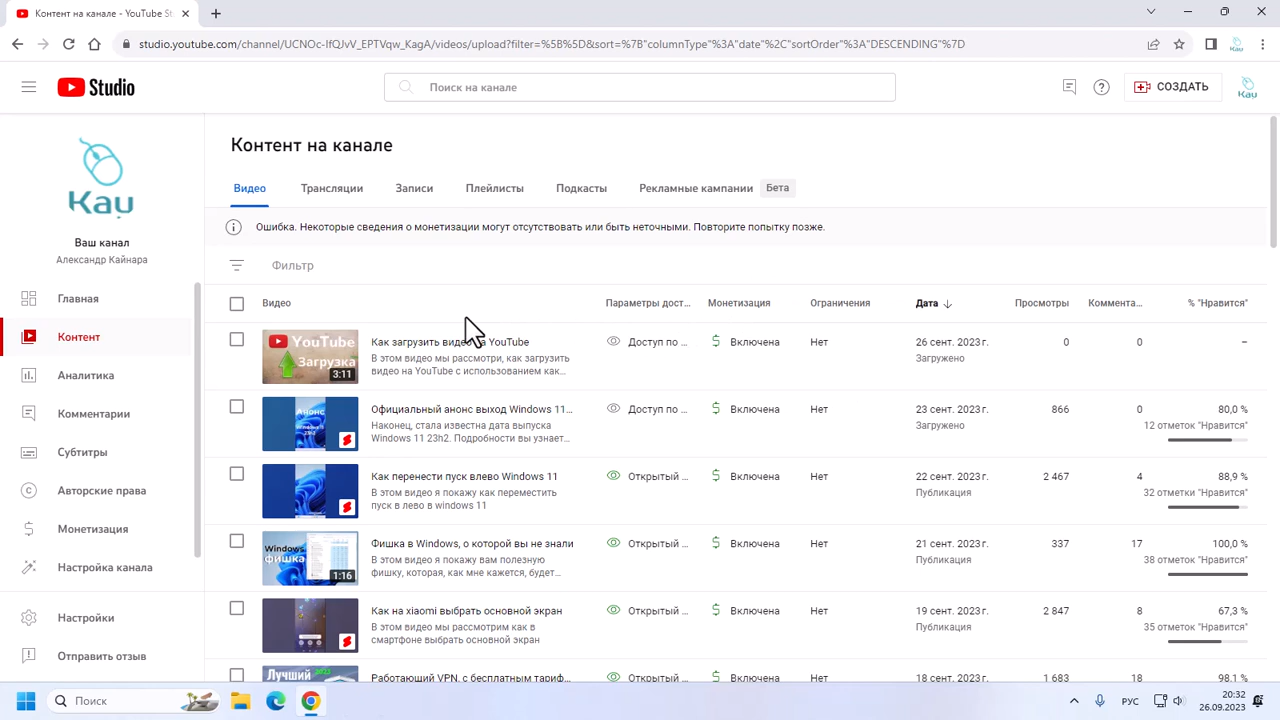 Контент на канале - YouTube St
studio.youtube.com/channel/UCNOc-IfQJvV_EPTVqw_KagA/videos/upload?filter=%5B%5D&sort=%7B"columnType"%3A"date"%2C"sortOrder"%3A"DESCENDING"%7D
Studio
Поиск на канале
СОЗДАТЬ
Kaџ
Kaџ
Ваш канал
Александр Кайнара
Главная
Контент
Аналитика
Комментарии
Субтитры
Авторские права
Монетизация
Настройка канала
Настройки
Отправить отзыв
Контент на канале
Видео Трансляции Записи Плейлисты Подкасты Рекламные кампании Бета
Ошибка. Некоторые сведения о монетизации могут отсутствовать или быть неточными. Повторите попытку позже.
Фильтр
Видео Параметры дост... Монетизация Ограничения Дата Просмотры Коммента... % "Нравится"
YouTube
Загрузка
3:11
Как загрузить виде YouTube Доступ по ... Включена Нет 26 сент. 2023 г. 0 0 –
В этом видео мы рассмотри, как загрузить Загружено
видео на YouTube с использованием как...
Анонс
Официальный анонс выход Windows 11... Доступ по ... Включена Нет 23 сент. 2023 г. 866 0 80,0 %
Наконец, стала известна дата выпуска Загружено 12 отметок "Нравится"
Windows 11 23h2. Подробности вы узнает...
Как перенести пуск влево Windows 11 Открытый ... Включена Нет 22 сент. 2023 г. 2 467 4 88,9 %
В этом видео я покажу как переместить Публикация 32 отметки "Нравится"
пуск в лево в windows 11
Windows
фишка
1:16
Фишка в Windows, о которой вы не знали Открытый ... Включена Нет 21 сент. 2023 г. 337 17 100,0 %
В этом видео я покажу вам полезную Публикация 38 отметок "Нравится"
фишку, которая, как мне кажется, будет...
Как на xiaomi выбрать основной экран Открытый ... Включена Нет 19 сент. 2023 г. 2 847 8 67,3 %
В этом видео мы рассмотрим как в Публикация 35 отметок "Нравится"
смартфоне выбрать основной экран
Лучший 2023
Работающий VPN, с бесплатным тариф... Открытый ... Включена Нет 18 сент. 2023 г. 1 683 18 98,1 %
Поиск
РУС
20:32
26.09.2023